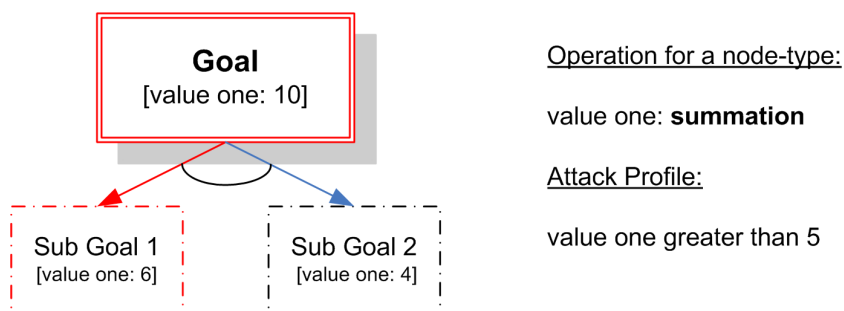 Goal
[value one: 10]
Sub Goal 1
[value one: 6]
Sub Goal 2
[value one: 4]
Operation for a node-type:
value one: summation
Attack Profile:
value one greater than 5